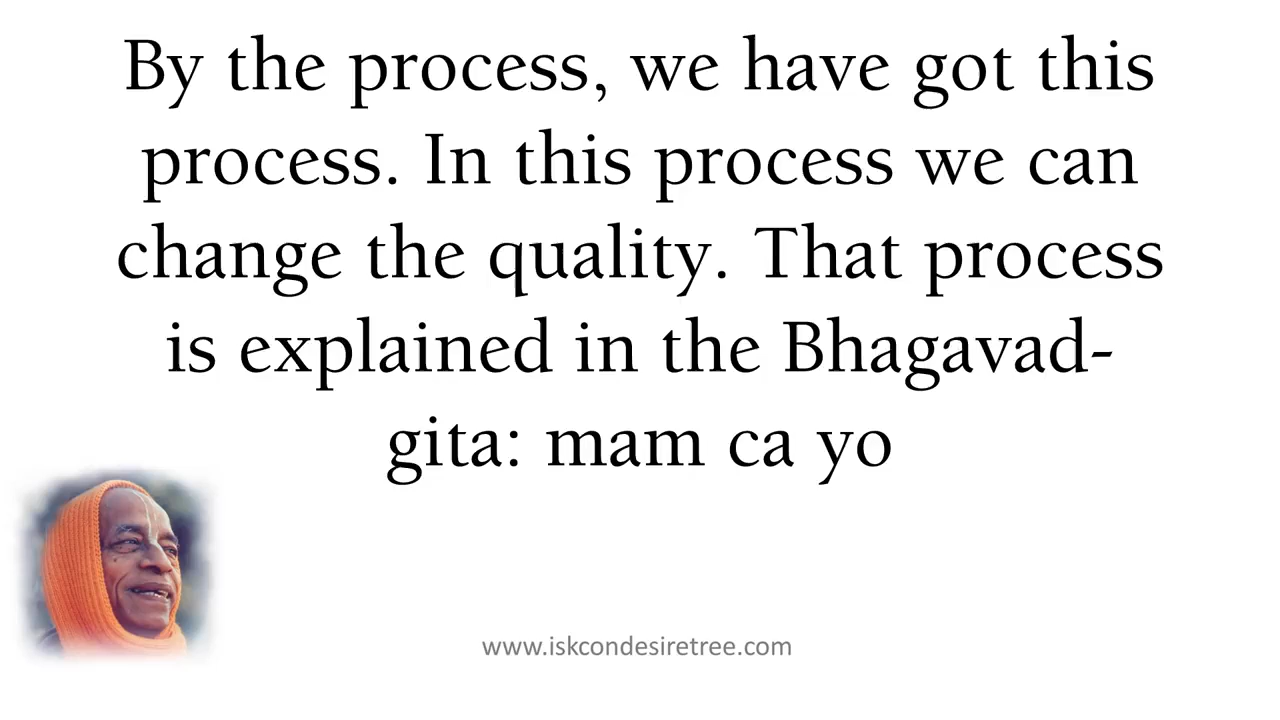 By the process, we have got this
process. In this process we can
change the quality. That process
is explained in the Bhagavad-
gita: mam ca yo
www.iskcondesiretree.com